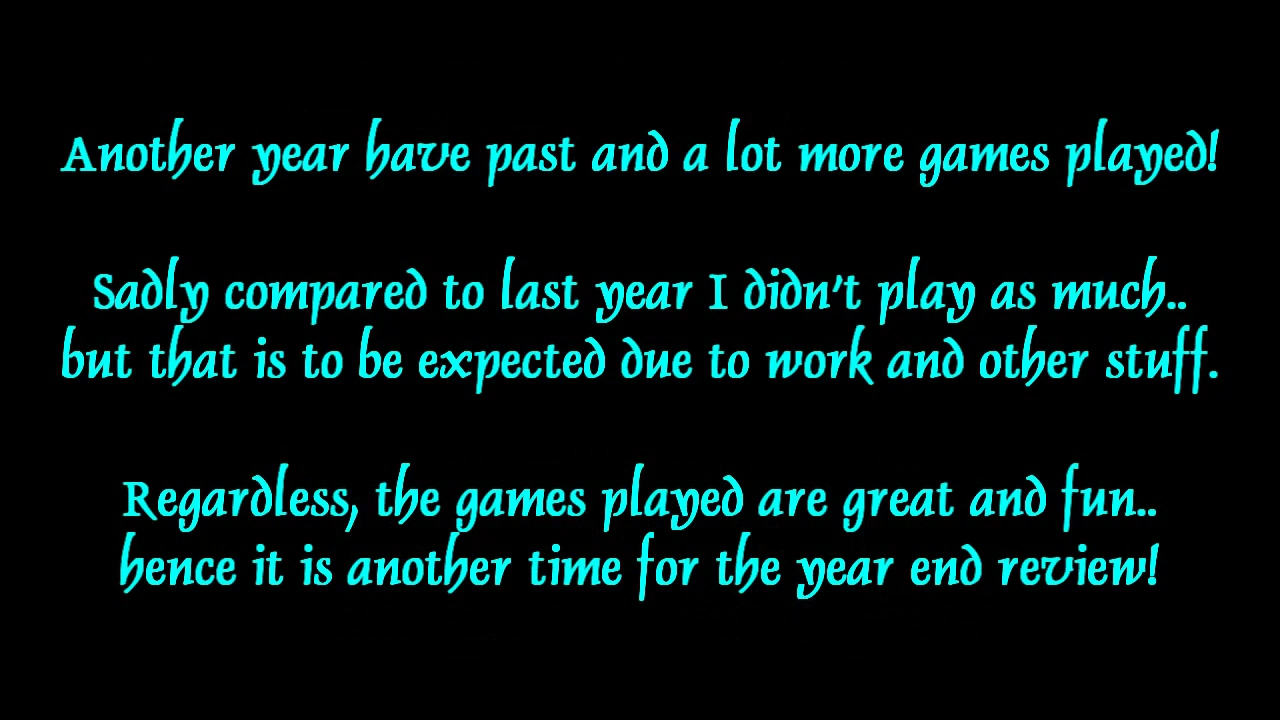 Another year have past and a lot more games played!
Sadly compared to last year I didn't play as much..
but that is to be expected due to work and other stuff.
Regardless, the games played are great and fun..
hence it is another time for the year end review!